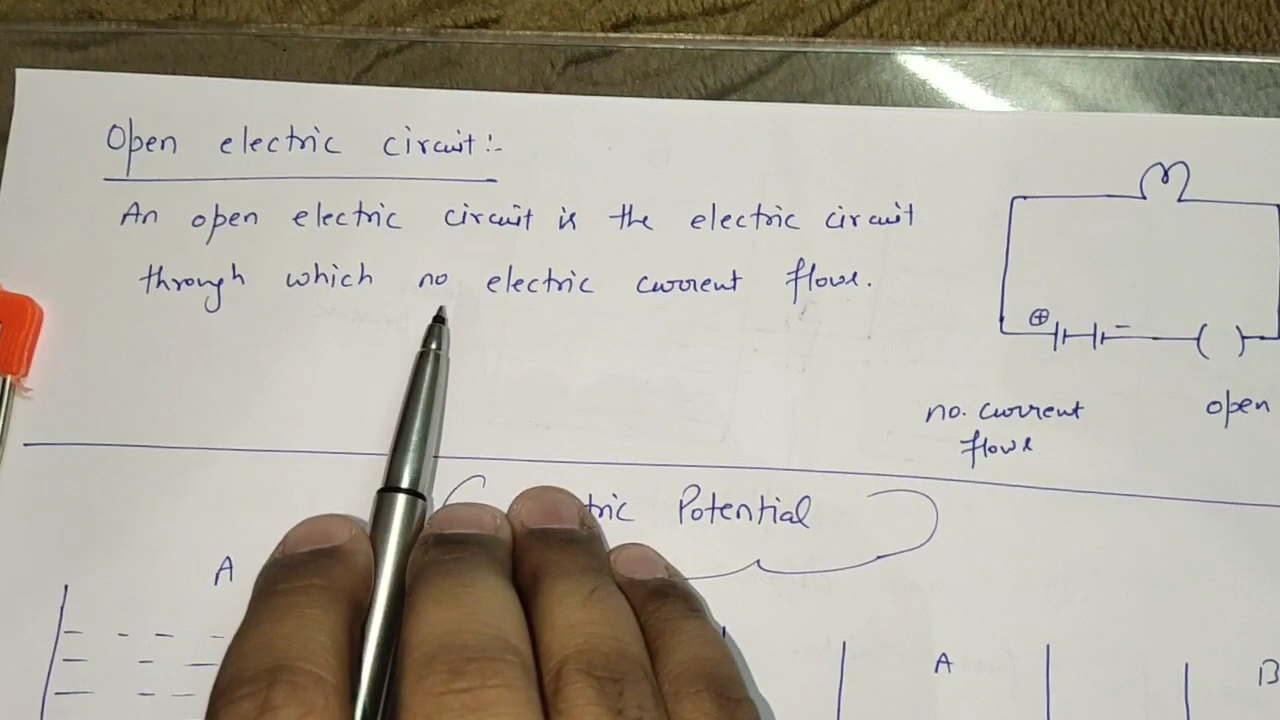 Open electric circuit:-
An open electric circuit is the electric circuit
through which no electric current flows.
⊕ -
no. current open
flows
tric Potential
A
A B